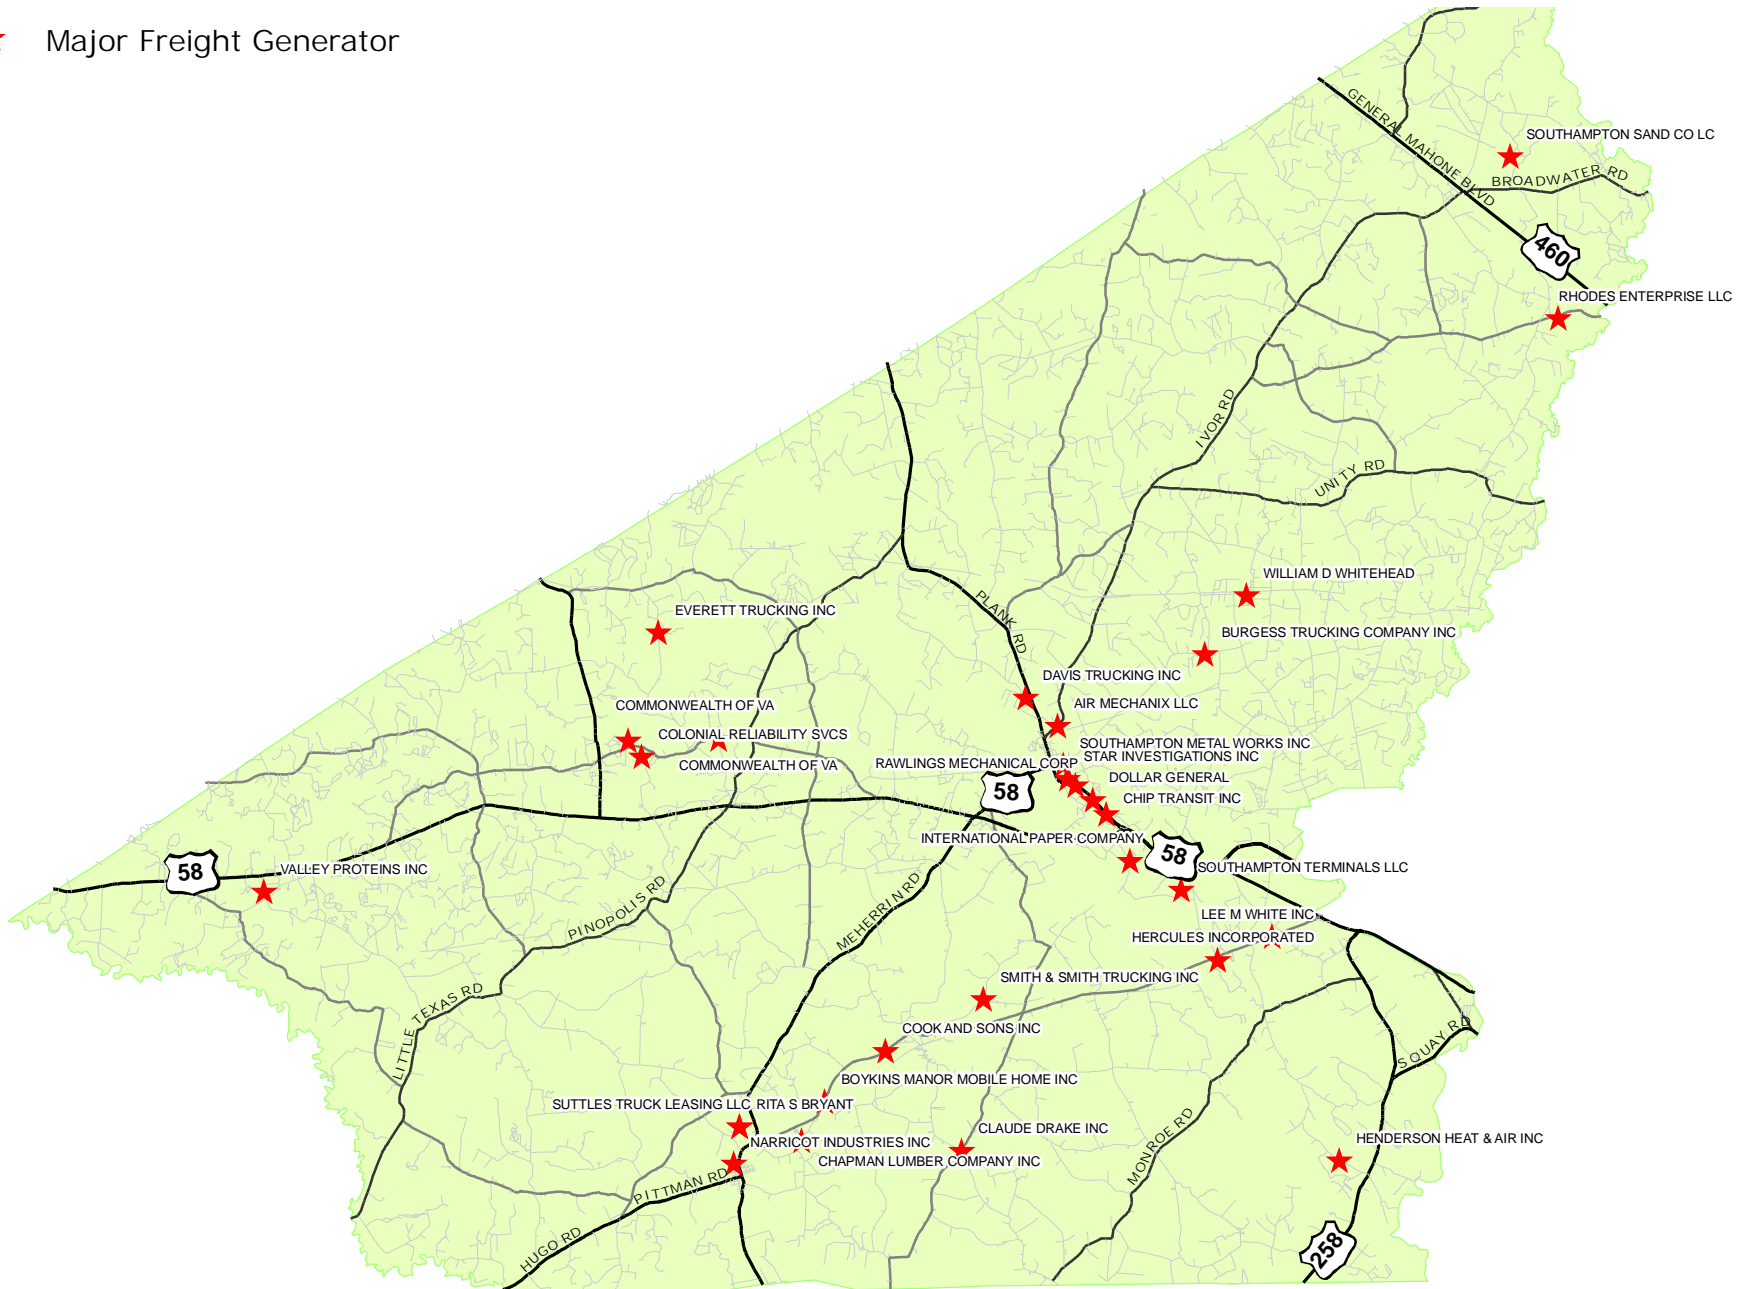 Major Freight Generator
GENERAL MAHONE BLVD
SOUTHAMPTON SAND CO LC
BROADWATER RD
460
RHODES ENTERPRISE LLC
IVOR RD
UNITY RD
WILLIAM D WHITEHEAD
EVERETT TRUCKING INC
PLANK RD
BURGESS TRUCKING COMPANY INC
DAVIS TRUCKING INC
COMMONWEALTH OF VA
AIR MECHANIX LLC
COLONIAL RELIABILITY SVCS
SOUTHAMPTON METAL WORKS INC
STAR INVESTIGATIONS INC
COMMONWEALTH OF VA
RAWLINGS MECHANICAL CORP
DOLLAR GENERAL
58
CHIP TRANSIT INC
INTERNATIONAL PAPER COMPANY
58
58
VALLEY PROTEINS INC
SOUTHAMPTON TERMINALS LLC
PINOPOLIS RD
MEHERRIN RD
LEE M WHITE INC
HERCULES INCORPORATED
SMITH & SMITH TRUCKING INC
LITTLE TEXAS RD
COOK AND SONS INC
S QUAY RD
BOYKINS MANOR MOBILE HOME INC
SUTTLES TRUCK LEASING LLC
RITA S BRYANT
CLAUDE DRAKE INC
MONROE RD
NARRICOT INDUSTRIES INC
HENDERSON HEAT & AIR INC
CHAPMAN LUMBER COMPANY INC
PITTMAN RD
HUGO RD
258